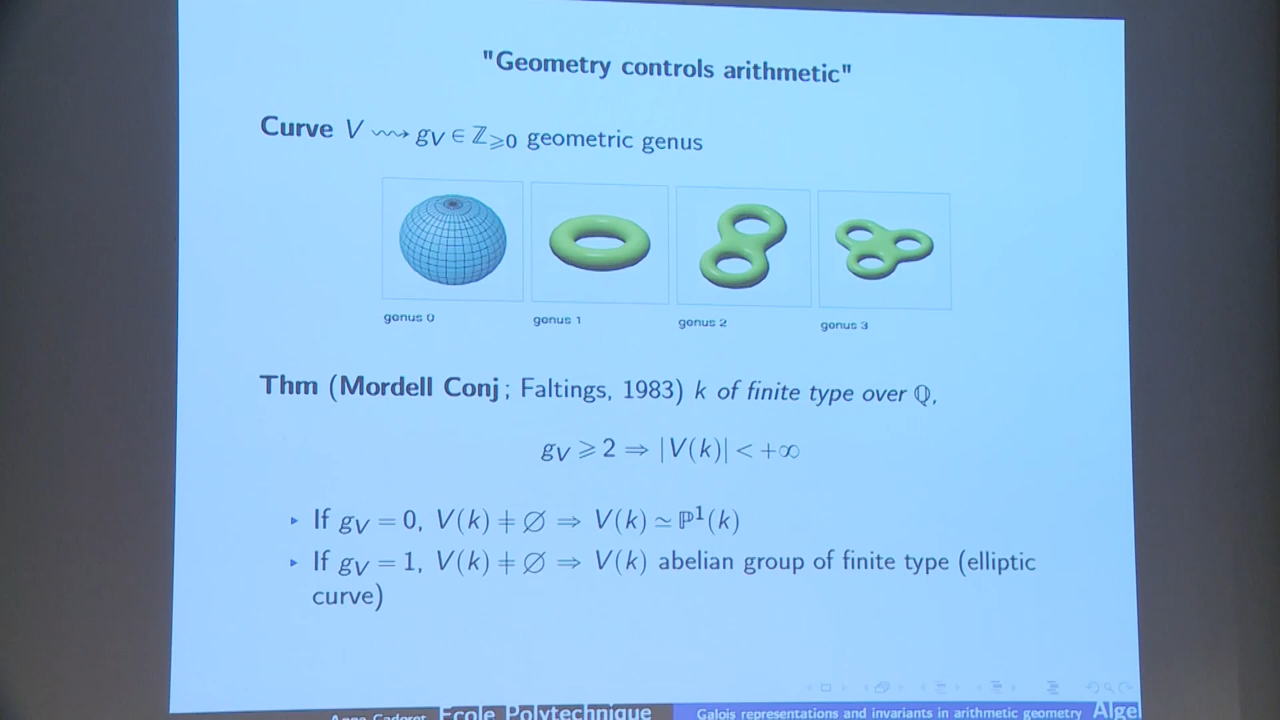 "Geometry controls arithmetic"
Curve V ⇝ g_V ∈ ℤ_⩾0 geometric genus
genus 0 genus 1 genus 2 genus 3
Thm (Mordell Conj ; Faltings, 1983) k of finite type over ℚ,
g_V ⩾ 2 ⇒ |V(k)| < +∞
▸ If g_V = 0, V(k) ≠ ∅ ⇒ V(k) ≃ ℙ¹(k)
▸ If g_V = 1, V(k) ≠ ∅ ⇒ V(k) abelian group of finite type (elliptic
curve)
Ecole Polytechnique Galois representations and invariants in arithmetic geometry